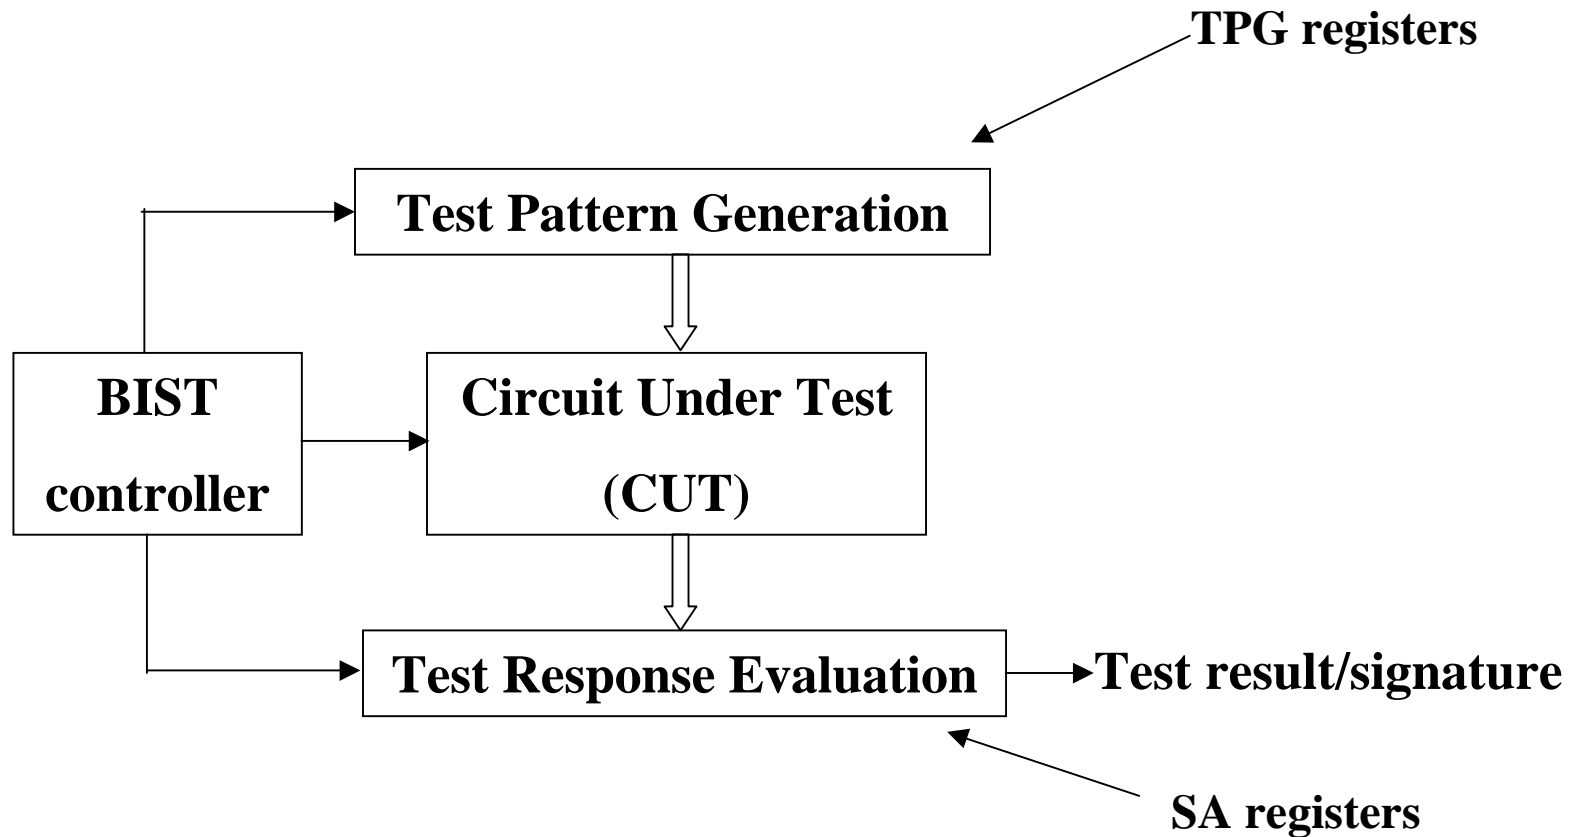 TPG registers
Test Pattern Generation
BIST
controller
Circuit Under Test
(CUT)
Test Response Evaluation
Test result/signature
SA registers